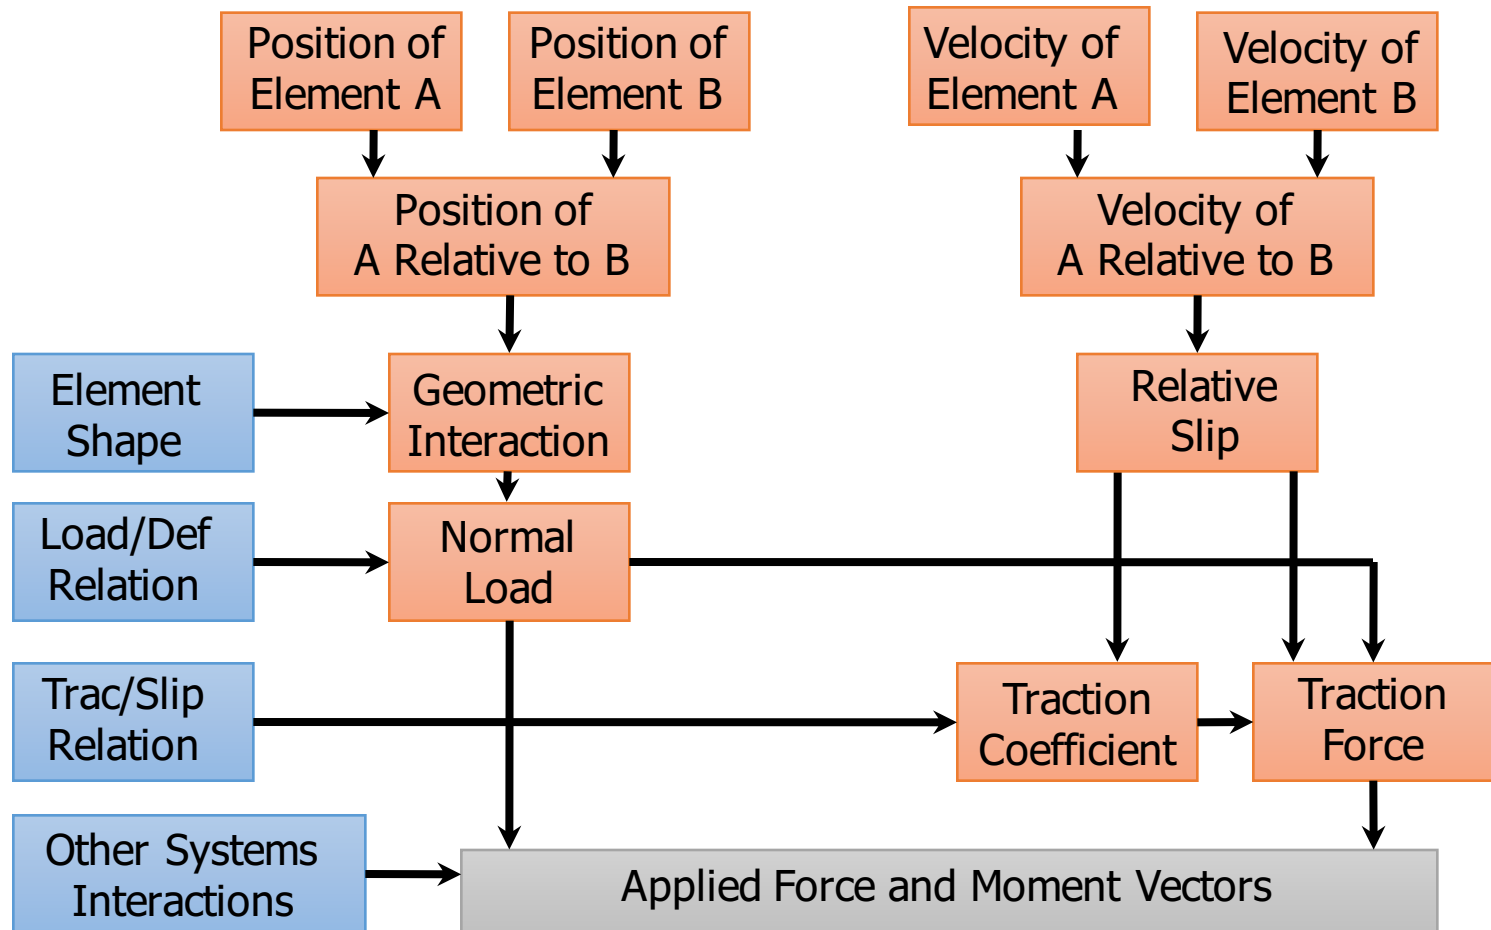 Position of
Element A
Position of
Element B
Velocity of
Element A
Velocity of
Element B
Position of
A Relative to B
Velocity of
A Relative to B
Element
Shape
Geometric
Interaction
Relative
Slip
Load/Def
Relation
Normal
Load
Trac/Slip
Relation
Traction
Coefficient
Traction
Force
Other Systems
Interactions
Applied Force and Moment Vectors